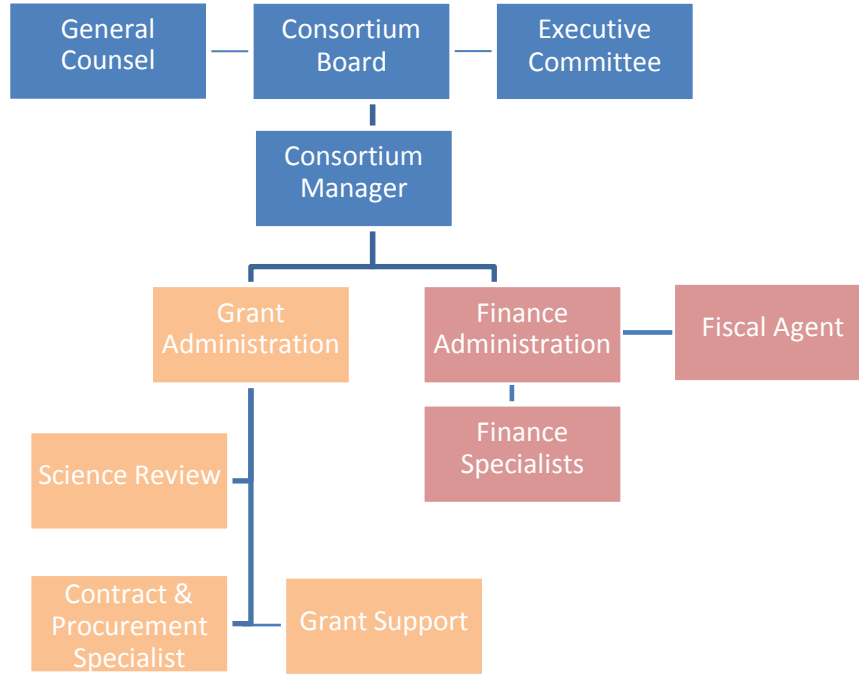 General
Counsel
Consortium
Board
Executive
Committee
Consortium
Manager
Grant
Administration
Finance
Administration
Fiscal Agent
Finance
Specialists
Science Review
Contract &
Procurement
Specialist
Grant Support